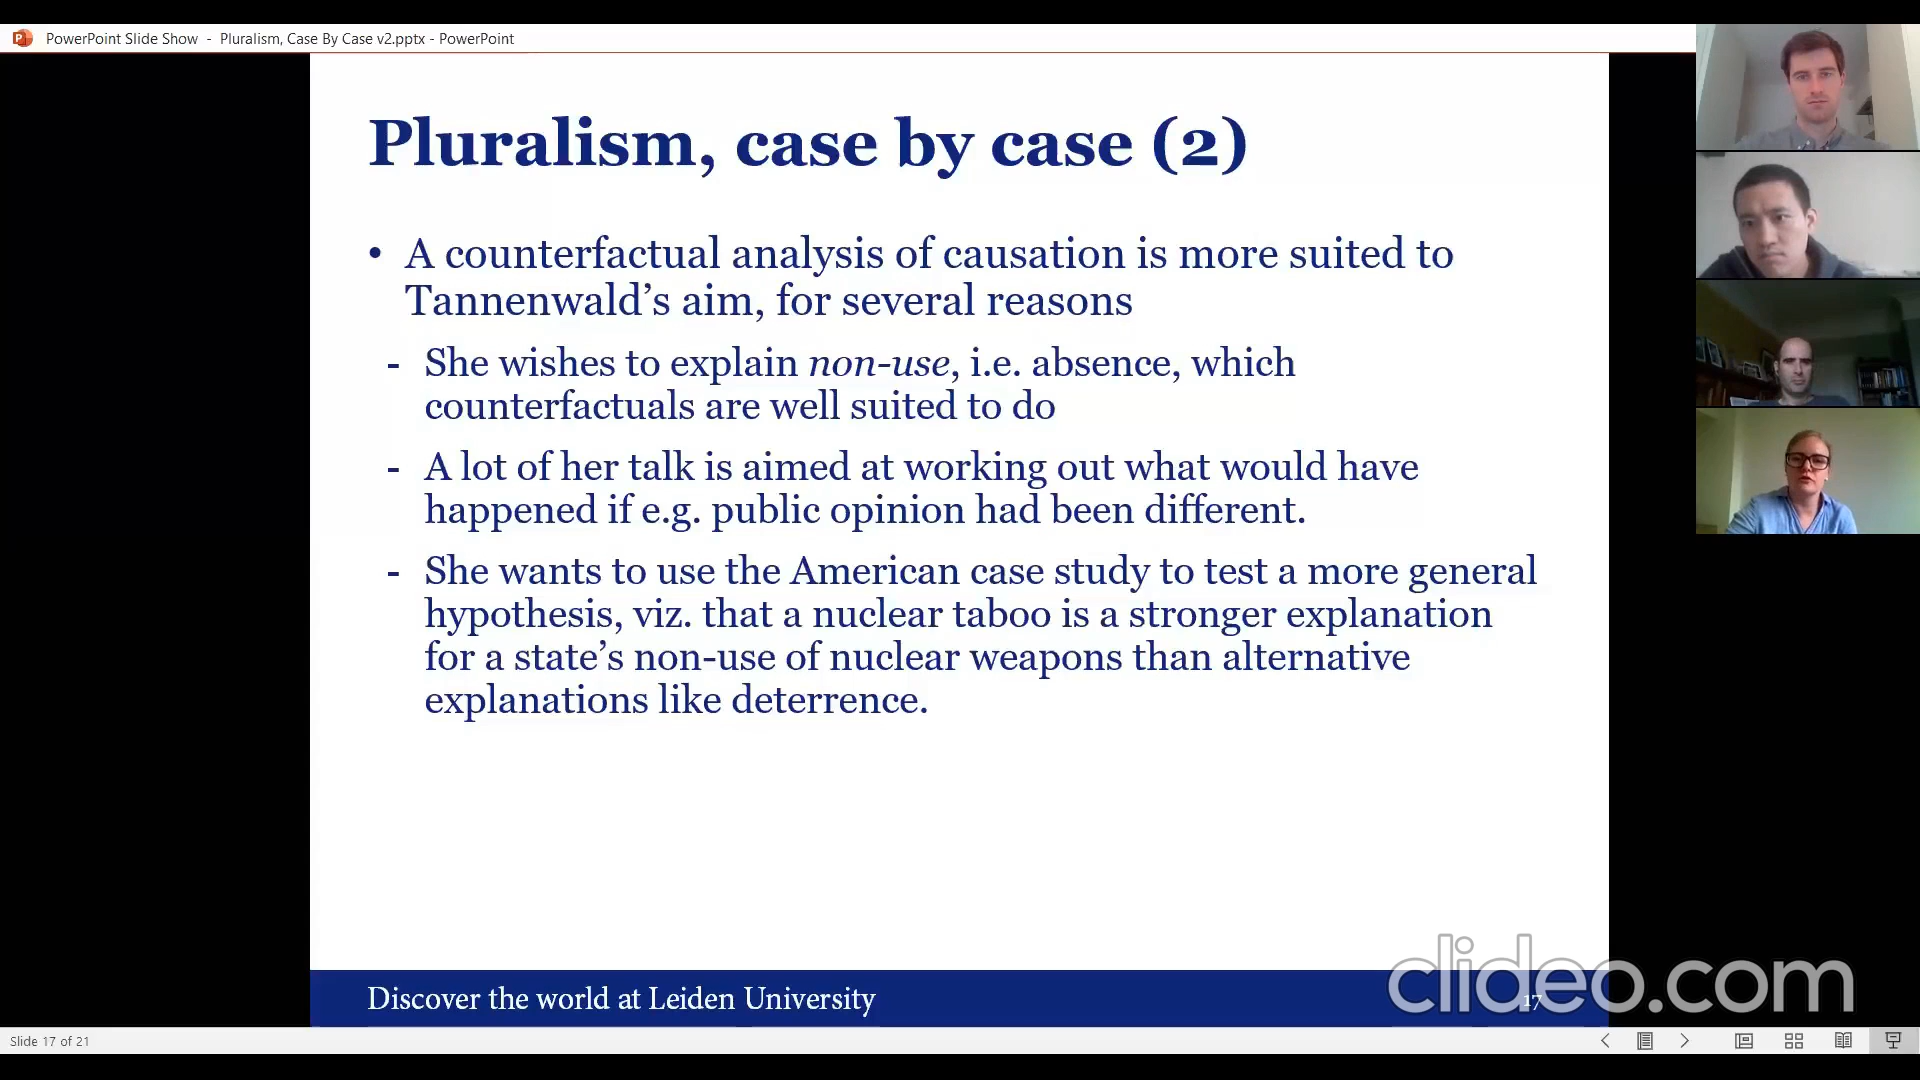 PowerPoint Slide Show - Pluralism, Case By Case v2.pptx - PowerPoint
Pluralism, case by case (2)
• A counterfactual analysis of causation is more suited to
Tannenwald’s aim, for several reasons
- She wishes to explain non-use, i.e. absence, which
counterfactuals are well suited to do
- A lot of her talk is aimed at working out what would have
happened if e.g. public opinion had been different.
- She wants to use the American case study to test a more general
hypothesis, viz. that a nuclear taboo is a stronger explanation
for a state’s non-use of nuclear weapons than alternative
explanations like deterrence.
Discover the world at Leiden University
17
clideo.com
Slide 17 of 21